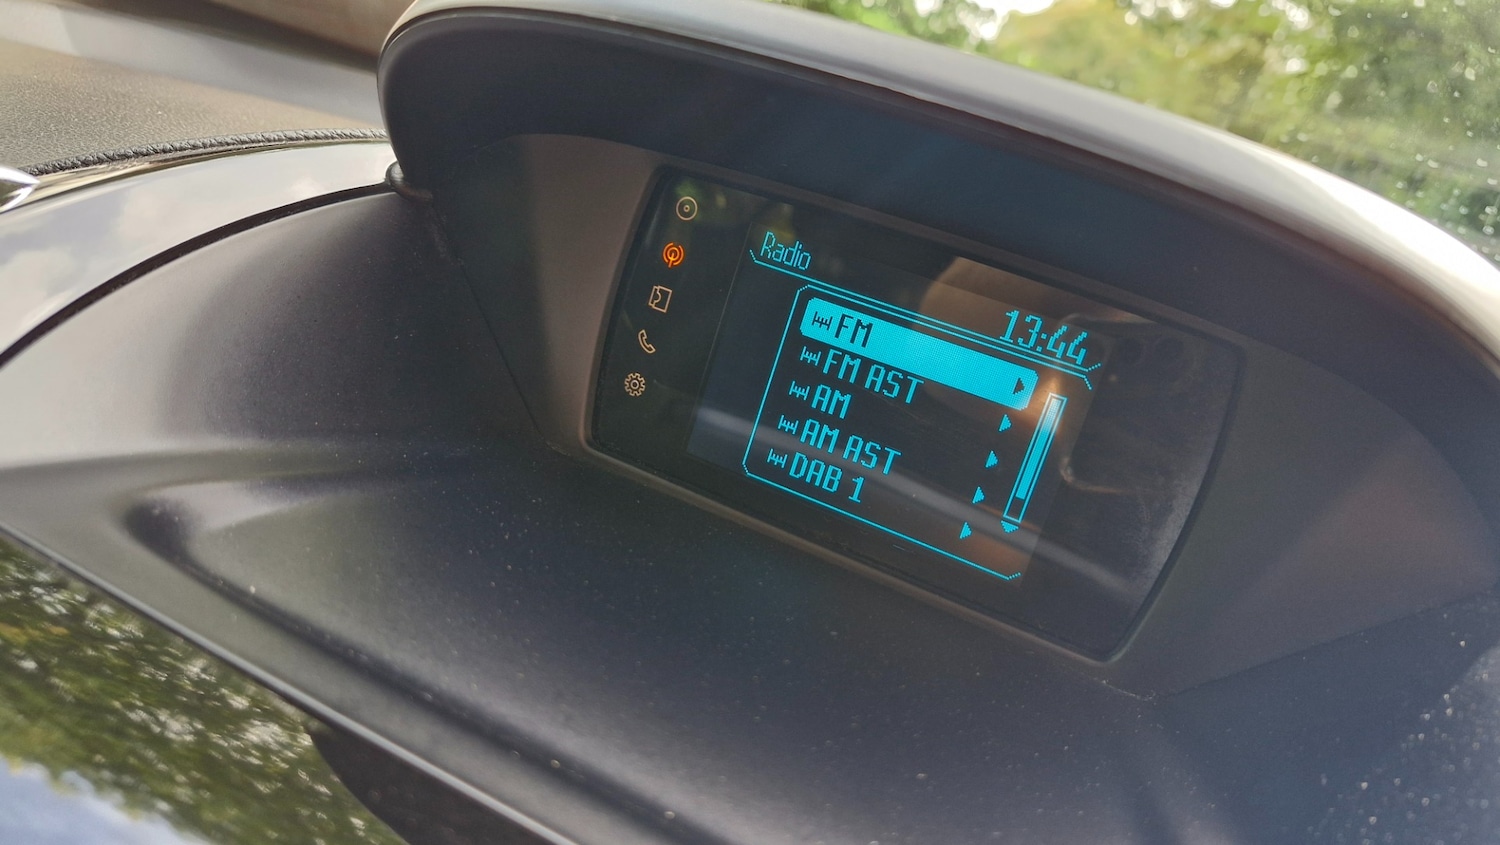 Radio
13:44
FM
FM AST
AM
AM AST
DAB 1